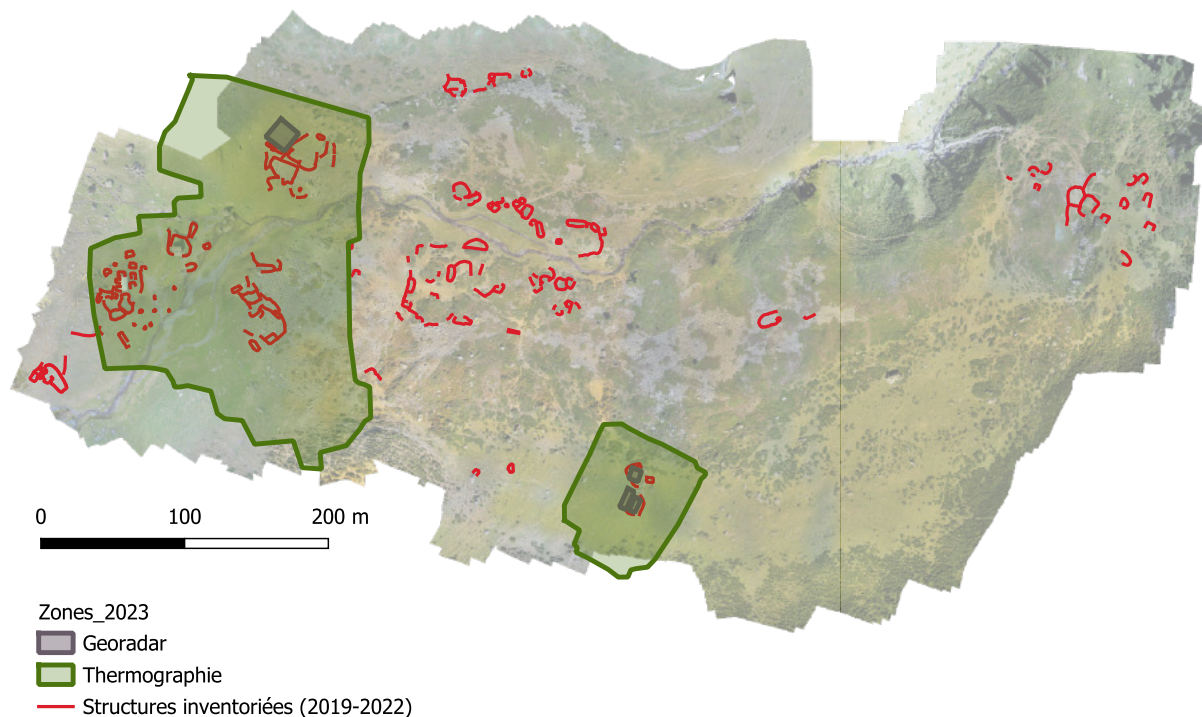 0 100 200 m
Zones_2023
Georadar
Thermographie
Structures inventoriées (2019-2022)